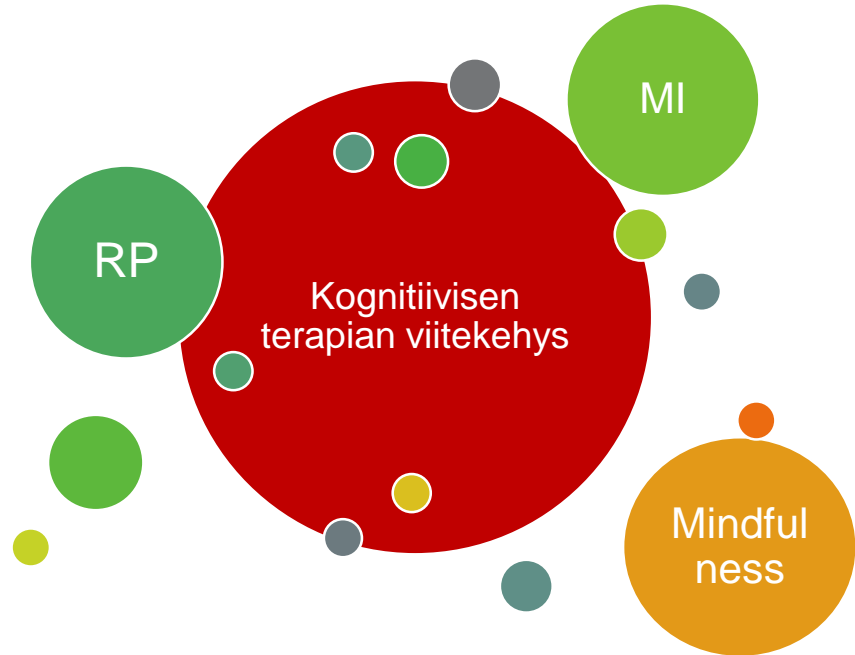 MI
RP
Kognitiivisen
terapian viitekehys
Mindful
ness